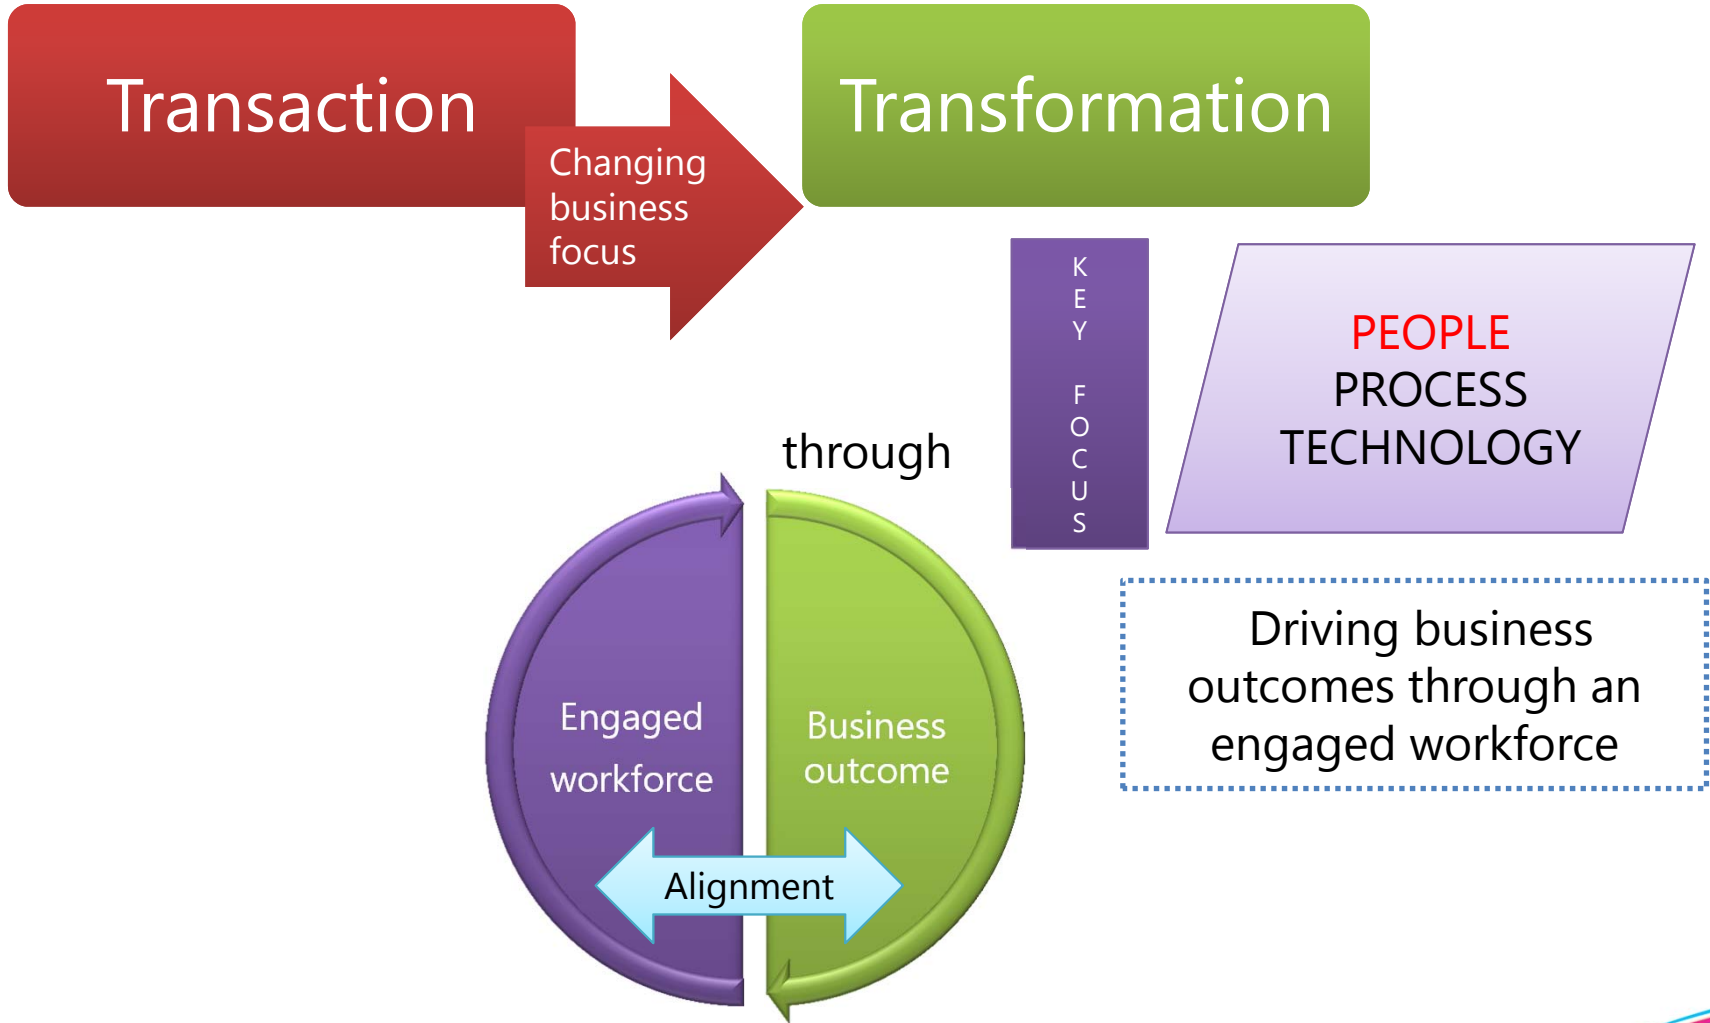 Transaction
Transformation
Changing
business
focus
K
E
Y
F
O
C
U
S
PEOPLE
PROCESS
TECHNOLOGY
through
Engaged
workforce
Business
outcome
Alignment
Driving business
outcomes through an
engaged workforce